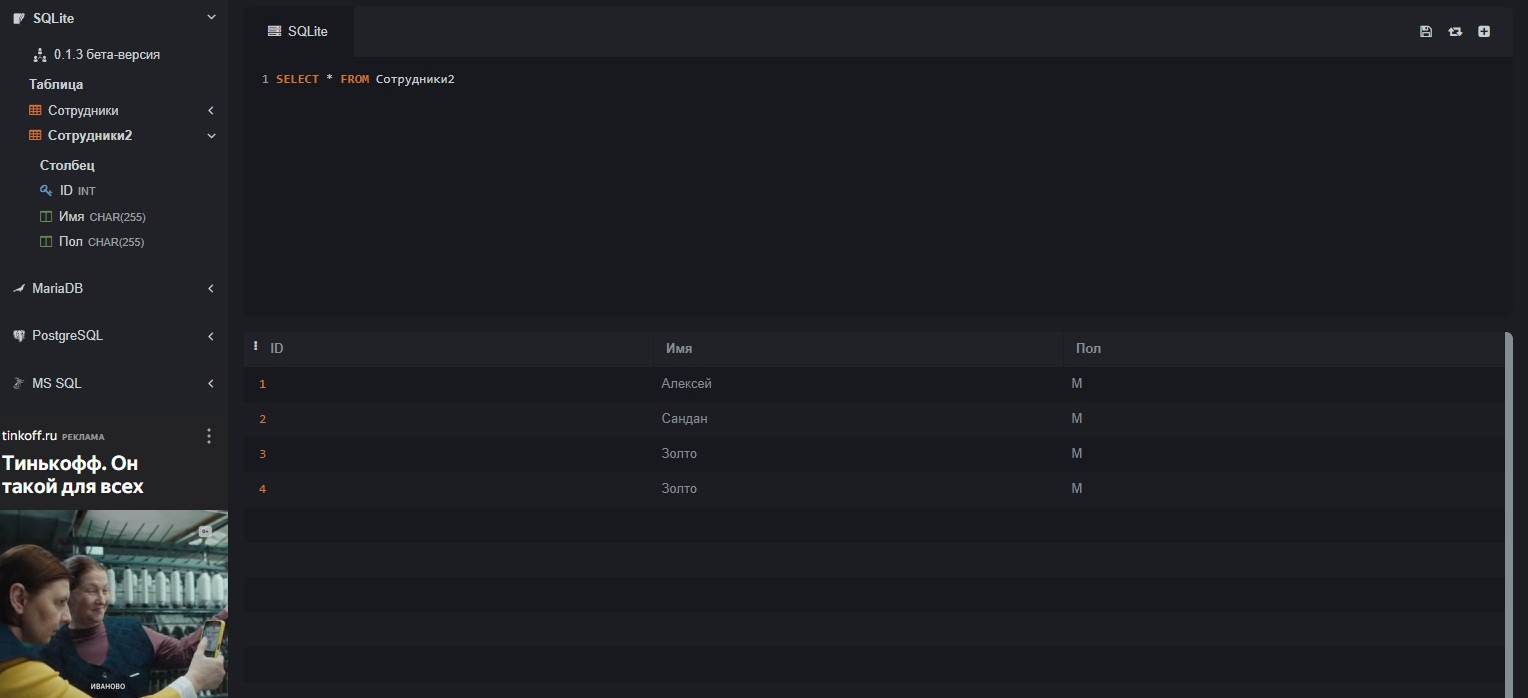 SQLite
0.1.3 бета-версия
Таблица
Сотрудники
Сотрудники2
Столбец
ID INT
Имя CHAR(255)
Пол CHAR(255)
MariaDB
PostgreSQL
MS SQL
tinkoff.ru РЕКЛАМА
Тинькофф. Он
такой для всех
ИВАНОВО
SQLite
1 SELECT * FROM Сотрудники2
ID Имя Пол
1 Алексей М
2 Сандан М
3 Золто М
4 Золто М